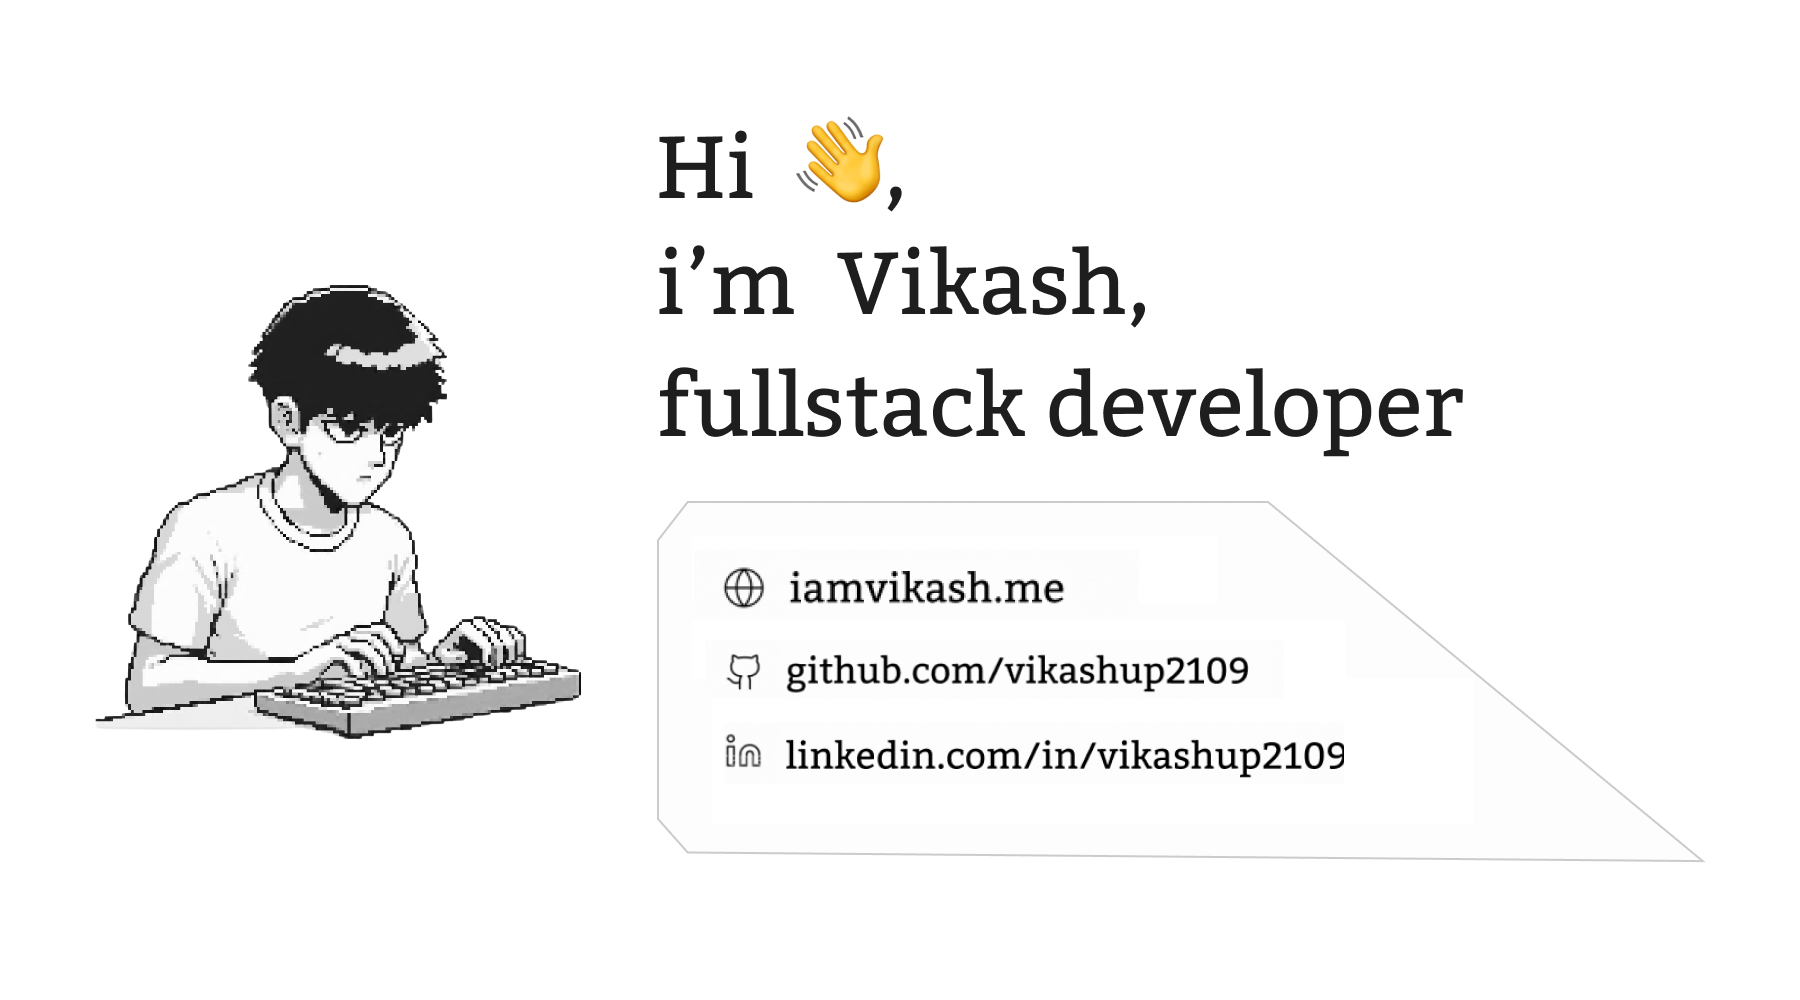 Hi 👋,
i’m Vikash,
fullstack developer
iamvikash.me
github.com/vikashup2109
linkedin.com/in/vikashup2109